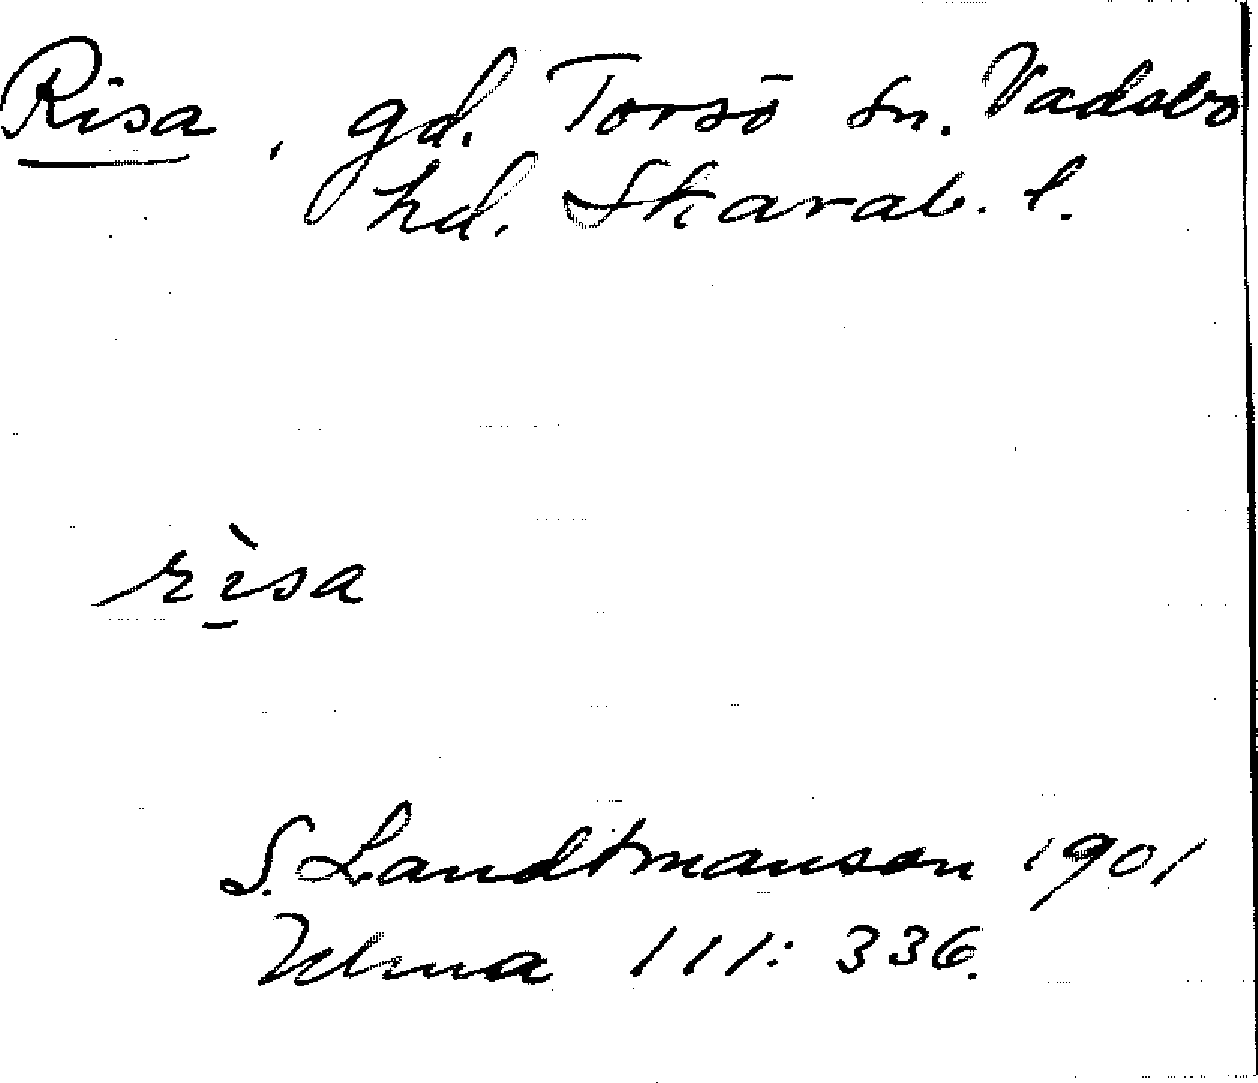 Risa, gd. Torsö sn. Vadsbo
hd. Skarab. l.
rìsa
S. Landtmanson 1901
Ulma 111: 336.